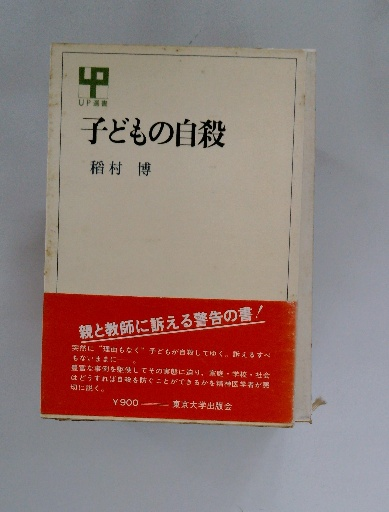 UP
UP選書
子どもの自殺
稻村 博
親と教師に訴える警告の書!
突然に“理由もなく”子どもが自殺してゆく。訴えるすべ
もないままに——。
豊富な事例を駆使してその実態に迫り、家庭・学校・社会
はどうすれば自殺を防ぐことができるかを精神医学者が懇
切に説く。
¥900——東京大学出版会